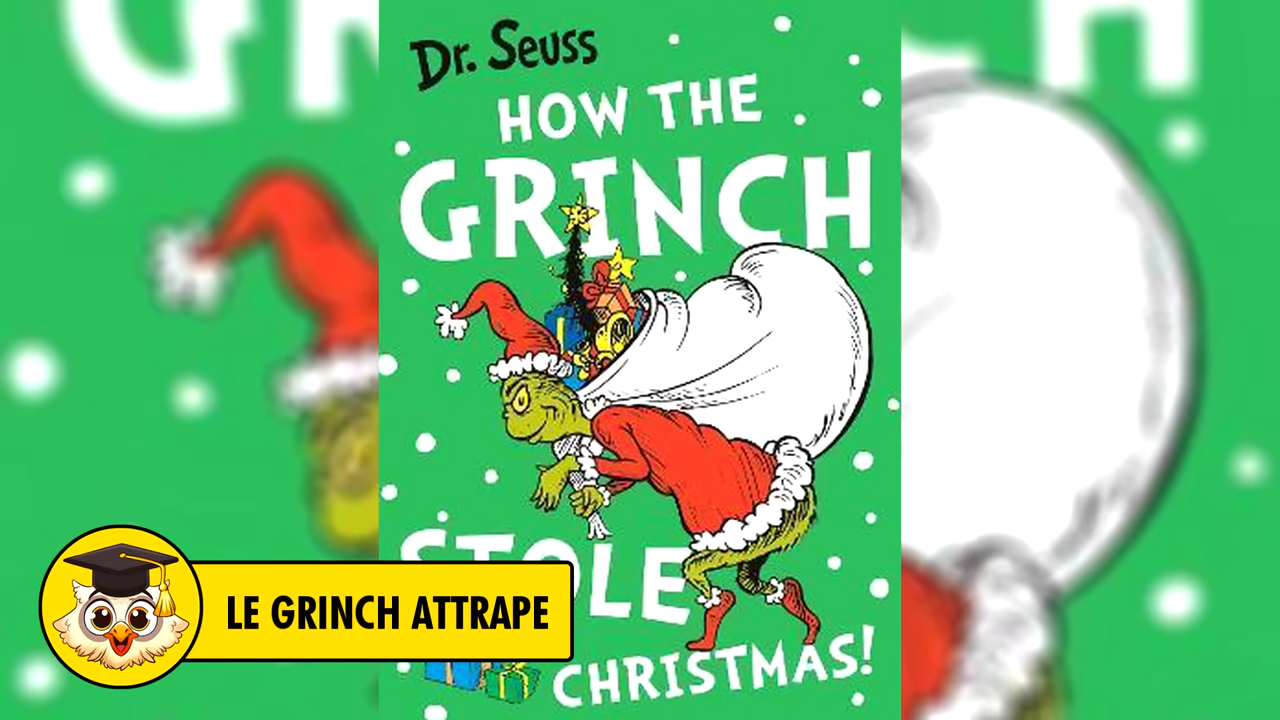 Dr. Seuss
HOW THE
GRINCH
STOLE
CHRISTMAS!
LE GRINCH ATTRAPE